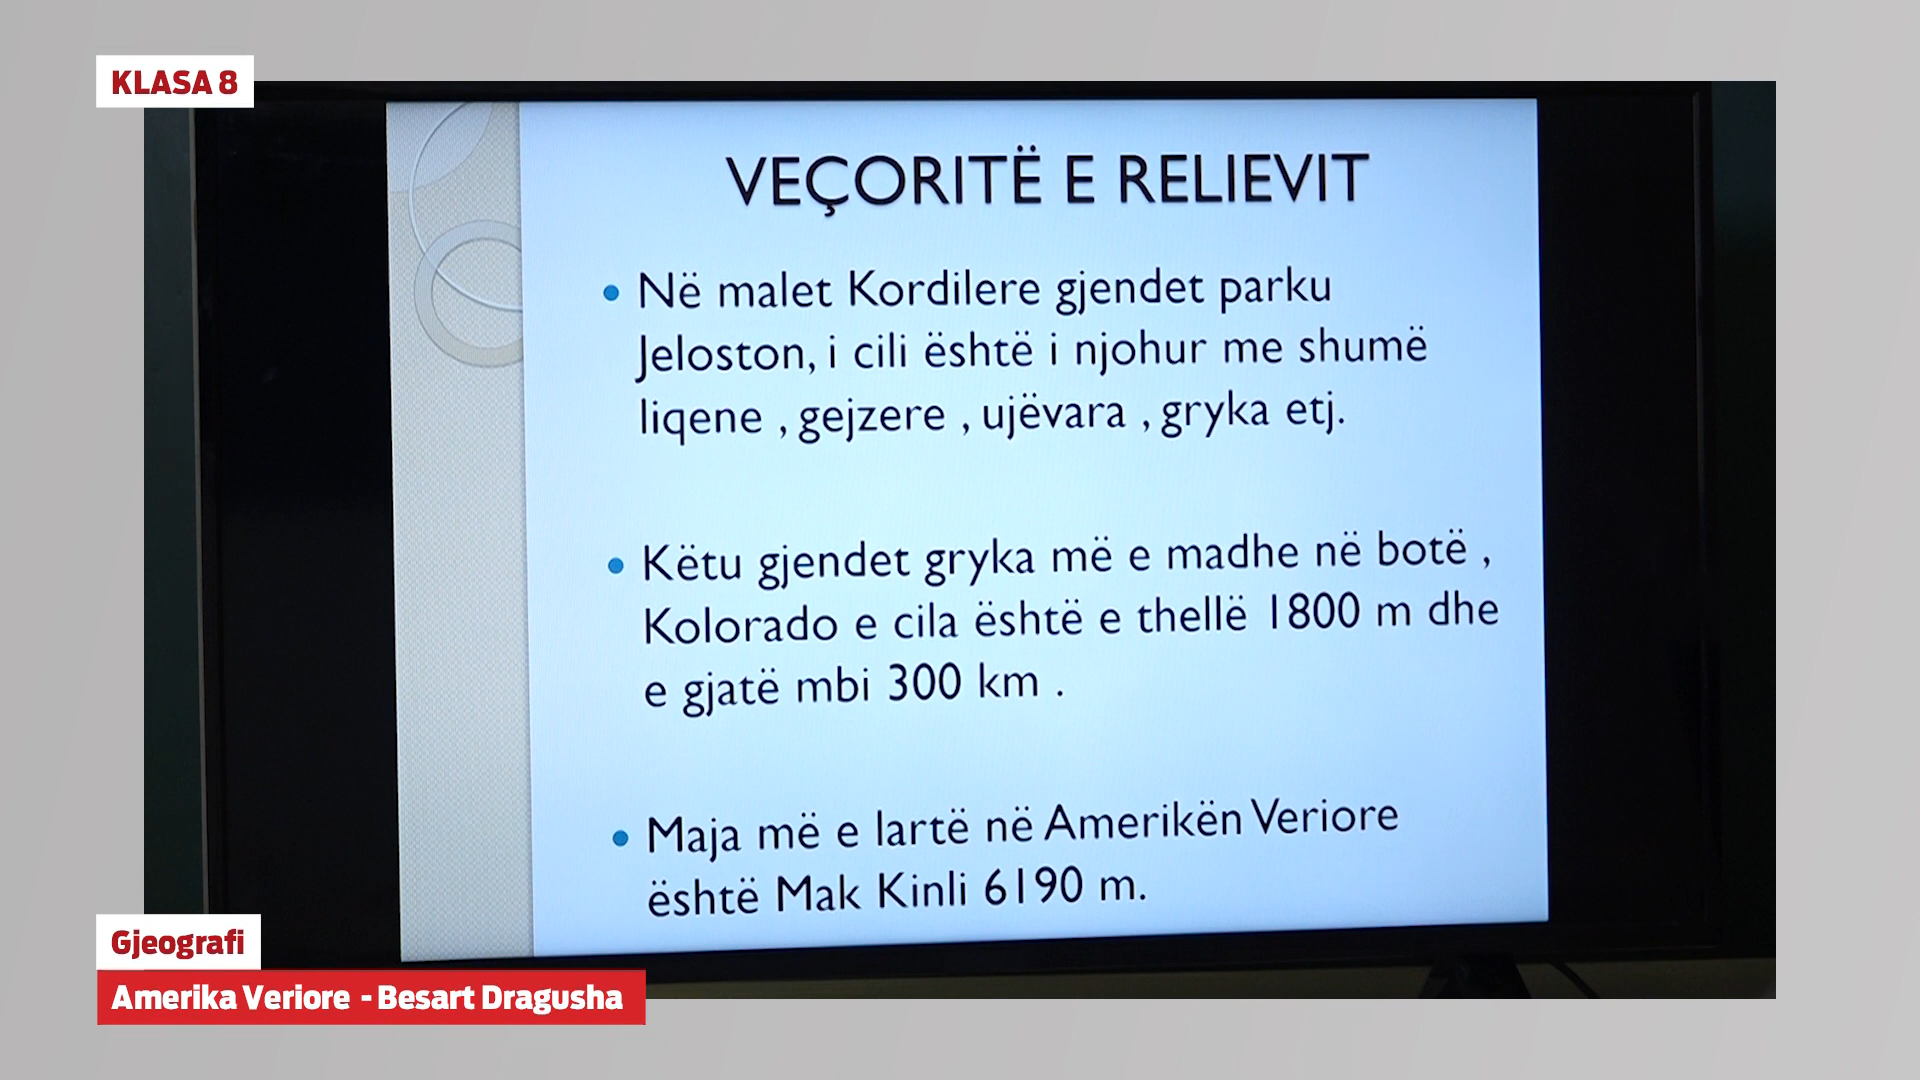 KLASA 8
VEÇORITË E RELIEVIT
• Në malet Kordilere gjendet parku
Jeloston, i cili është i njohur me shumë
liqene , gejzere , ujëvara , gryka etj.
• Këtu gjendet gryka më e madhe në botë ,
Kolorado e cila është e thellë 1800 m dhe
e gjatë mbi 300 km .
• Maja më e lartë në Amerikën Veriore
është Mak Kinli 6190 m.
Gjeografi
Amerika Veriore - Besart Dragusha